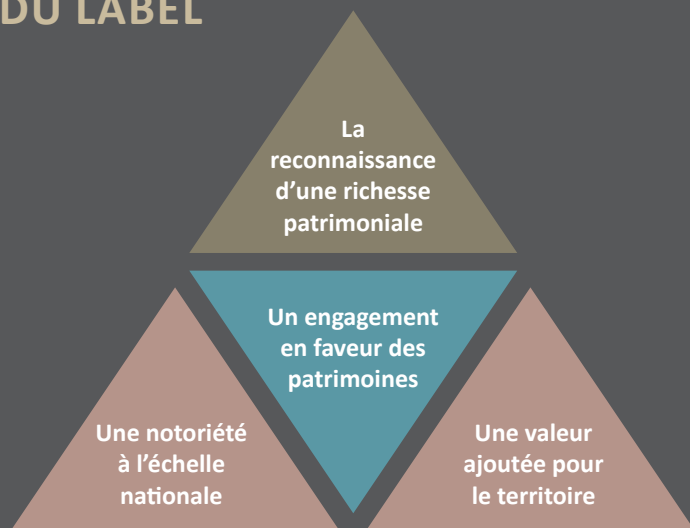 DU LABEL
La
reconnaissance
d’une richesse
patrimoniale
Un engagement
en faveur des
patrimoines
Une notoriété
à l’échelle
nationale
Une valeur
ajoutée pour
le territoire